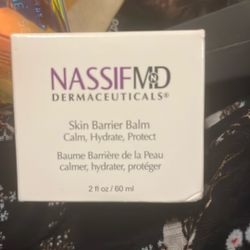 NASSIFMD
DERMACEUTICALS®
Skin Barrier Balm
Calm, Hydrate, Protect
Baume Barrière de la Peau
calmer, hydrater, protéger
2 fl oz / 60 ml